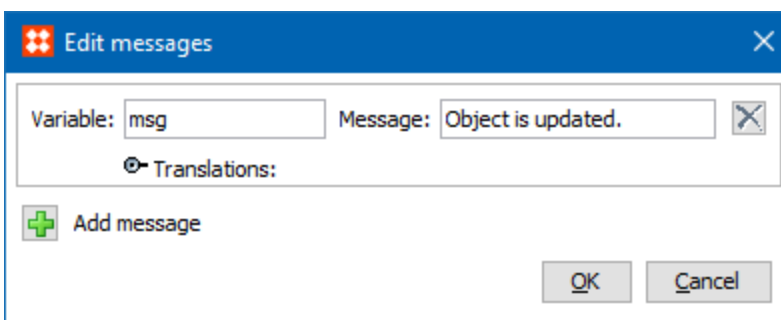 Edit messages
Variable: msg Message: Object is updated.
Translations:
Add message
OK Cancel